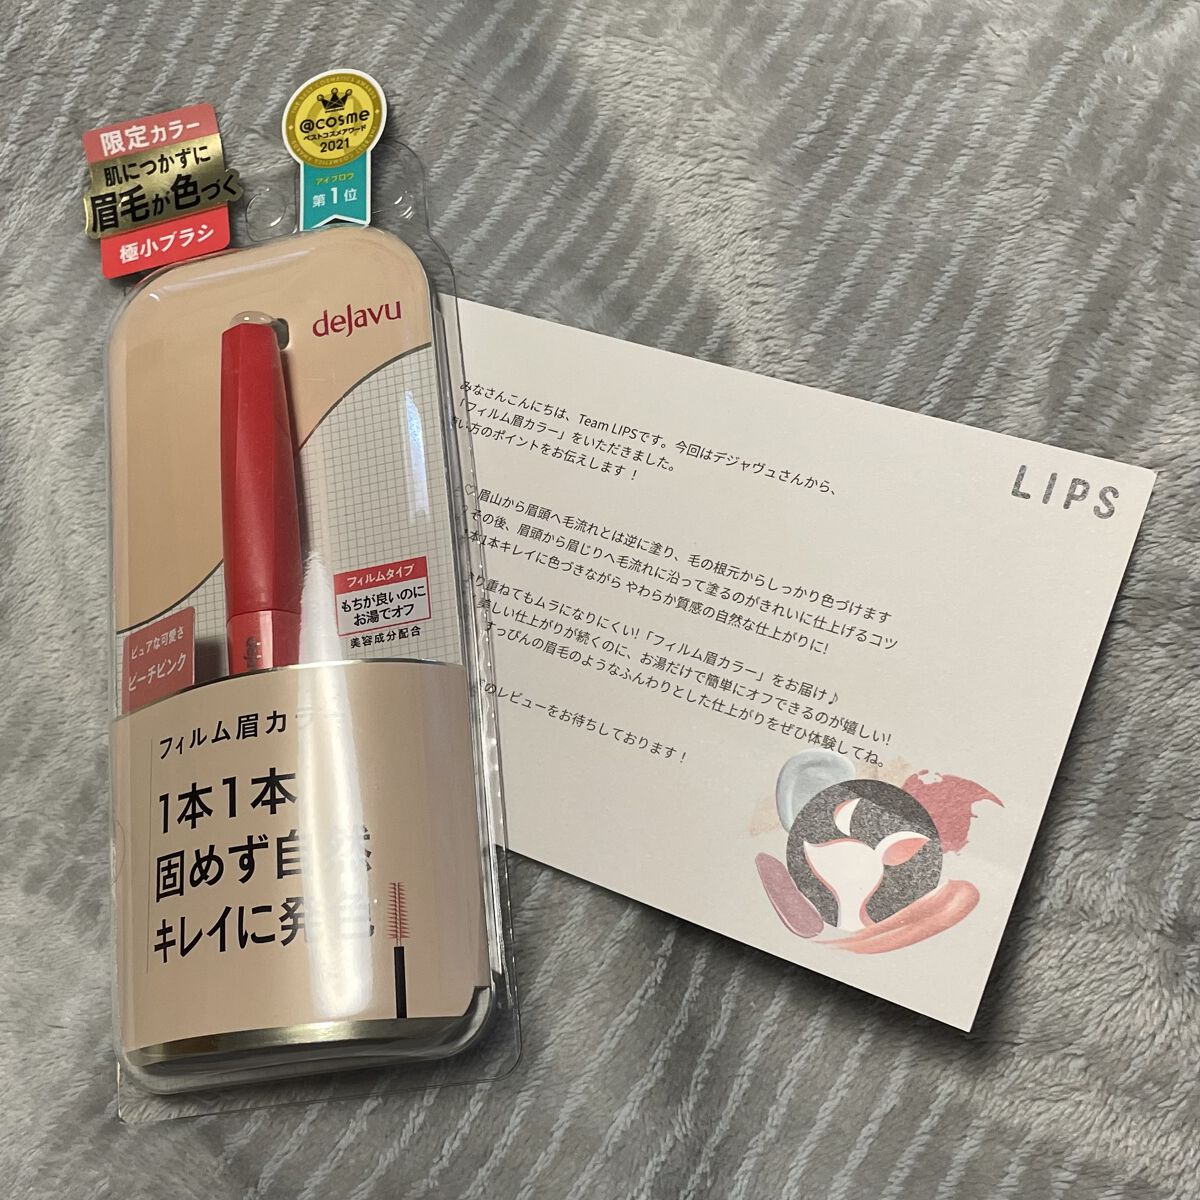 限定カラー
肌につかずに
眉毛が色づく
極小ブラシ
@cosme
ベストコスメアワード
2021
アイブロウ
第1位
dejavu
フィルムタイプ
もちが良いのに
お湯でオフ
美容成分配合
ピュアな可愛さ
ピーチピンク
フィルム眉カラー
1本1本
固めず自然
キレイに発色
LIPS
みなさんこんにちは、Team LIPSです。今回はデジャヴュさんから、
「フィルム眉カラー」をいただきました。
い方のポイントをお伝えします!
♡眉山から眉頭へ毛流れとは逆に塗り、毛の根元からしっかり色づけます
その後、眉頭から眉じりへ毛流れに沿って塗るのがきれいに仕上げるコツ
本1本キレイに色づきながら やわらか質感の自然な仕上がりに!
り重ねてもムラになりにくい!「フィルム眉カラー」をお届け♪
美しい仕上がりが続くのに、お湯だけで簡単にオフできるのが嬉しい!
すっぴんの眉毛のようなふんわりとした仕上がりをぜひ体験してね。
のレビューをお待ちしております!